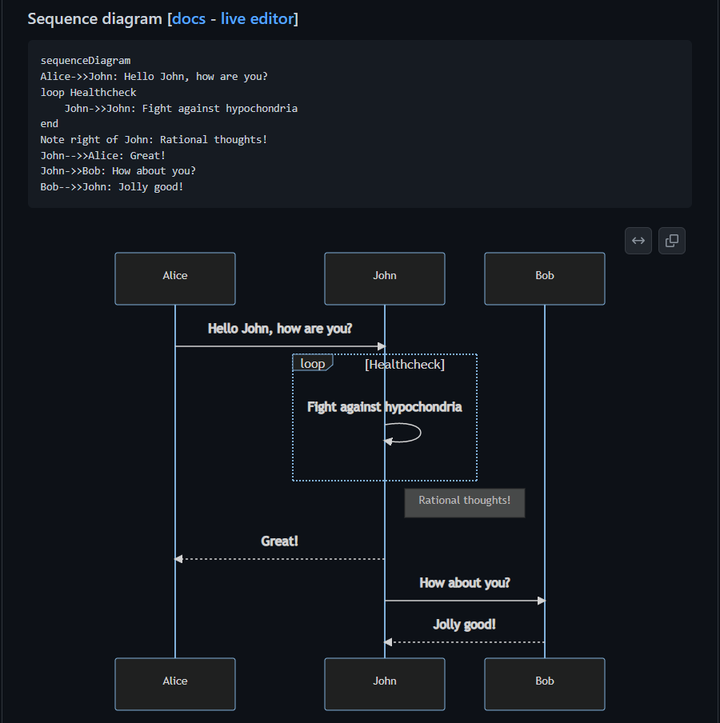 Sequence diagram [docs - live editor]
sequenceDiagram
Alice->>John: Hello John, how are you?
loop Healthcheck
    John->>John: Fight against hypochondria
end
Note right of John: Rational thoughts!
John-->>Alice: Great!
John->>Bob: How about you?
Bob-->>John: Jolly good!
Alice John Bob
Hello John, how are you?
loop [Healthcheck]
Fight against hypochondria
Rational thoughts!
Great!
How about you?
Jolly good!
Alice John Bob